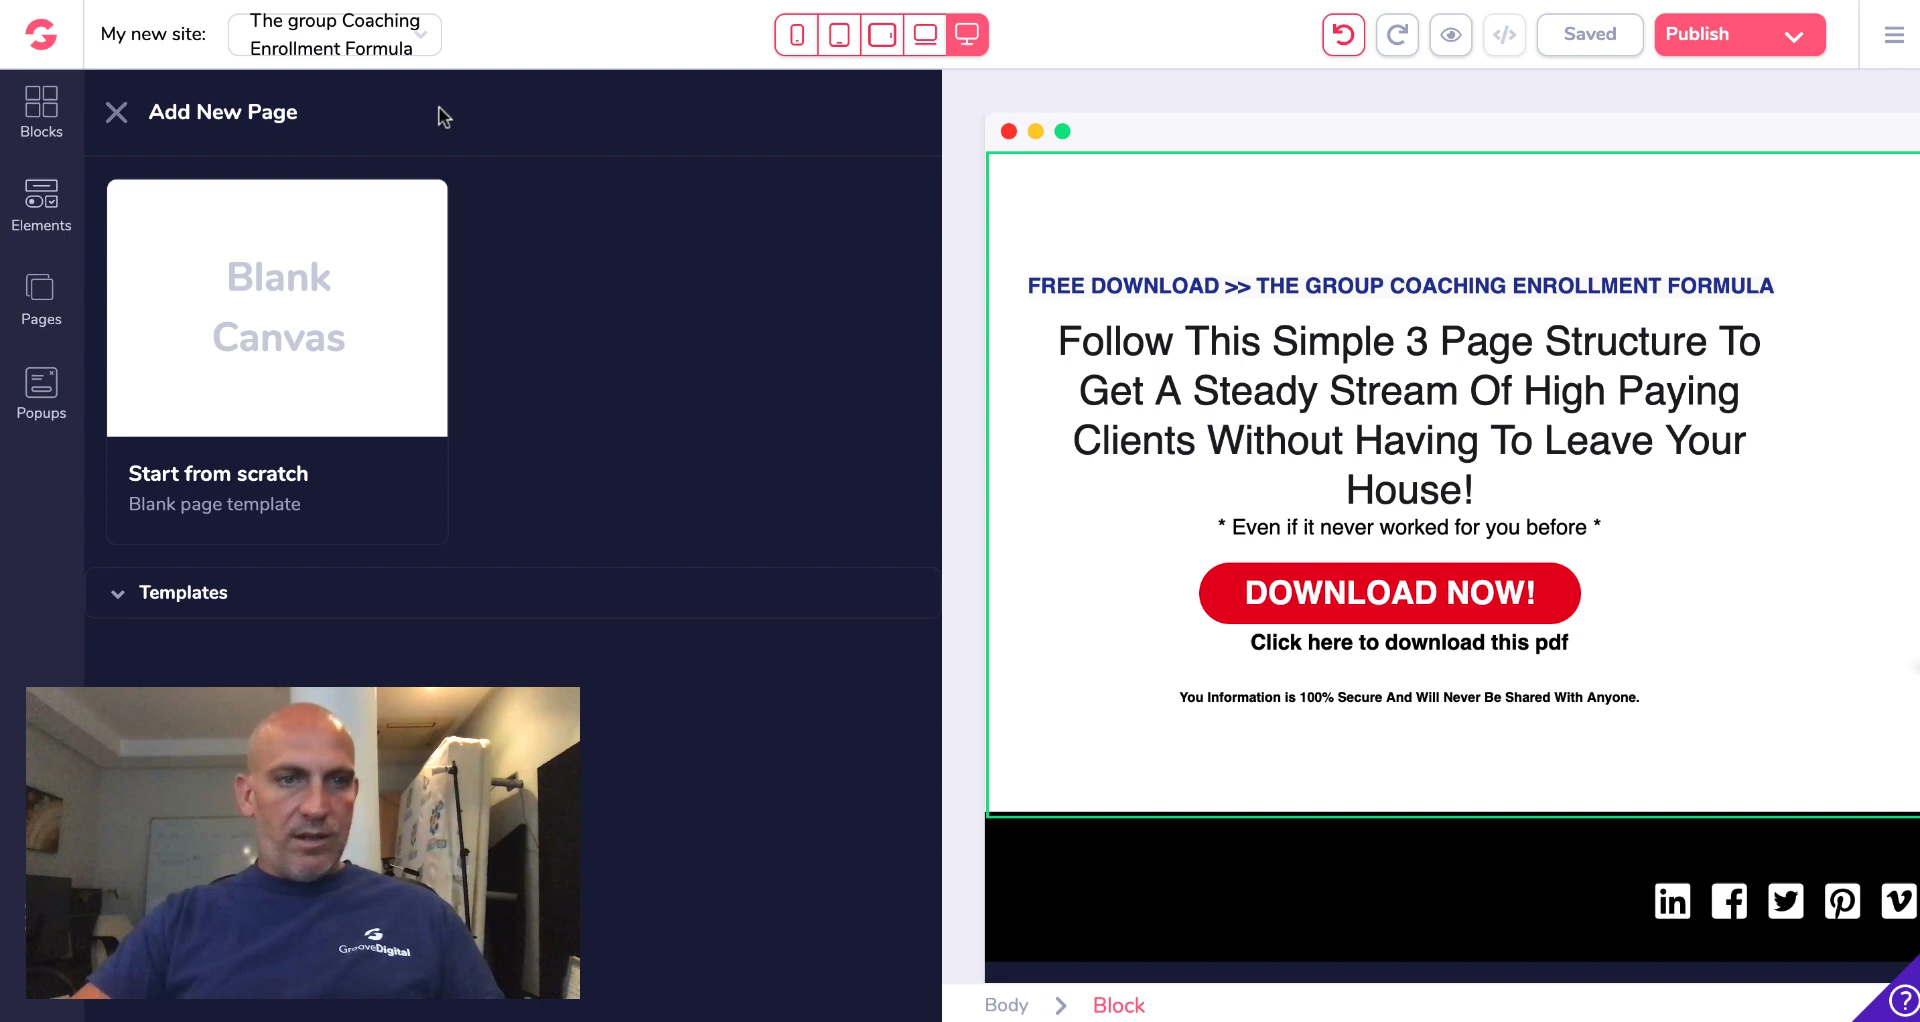 My new site:
The group Coaching
Enrollment Formula
Saved
Publish
Blocks
Elements
Pages
Popups
Add New Page
Blank
Canvas
Start from scratch
Blank page template
Templates
FREE DOWNLOAD >> THE GROUP COACHING ENROLLMENT FORMULA
Follow This Simple 3 Page Structure To
Get A Steady Stream Of High Paying
Clients Without Having To Leave Your
House!
* Even if it never worked for you before *
DOWNLOAD NOW!
Click here to download this pdf
You Information is 100% Secure And Will Never Be Shared With Anyone.
GrooveDigital
Body
Block